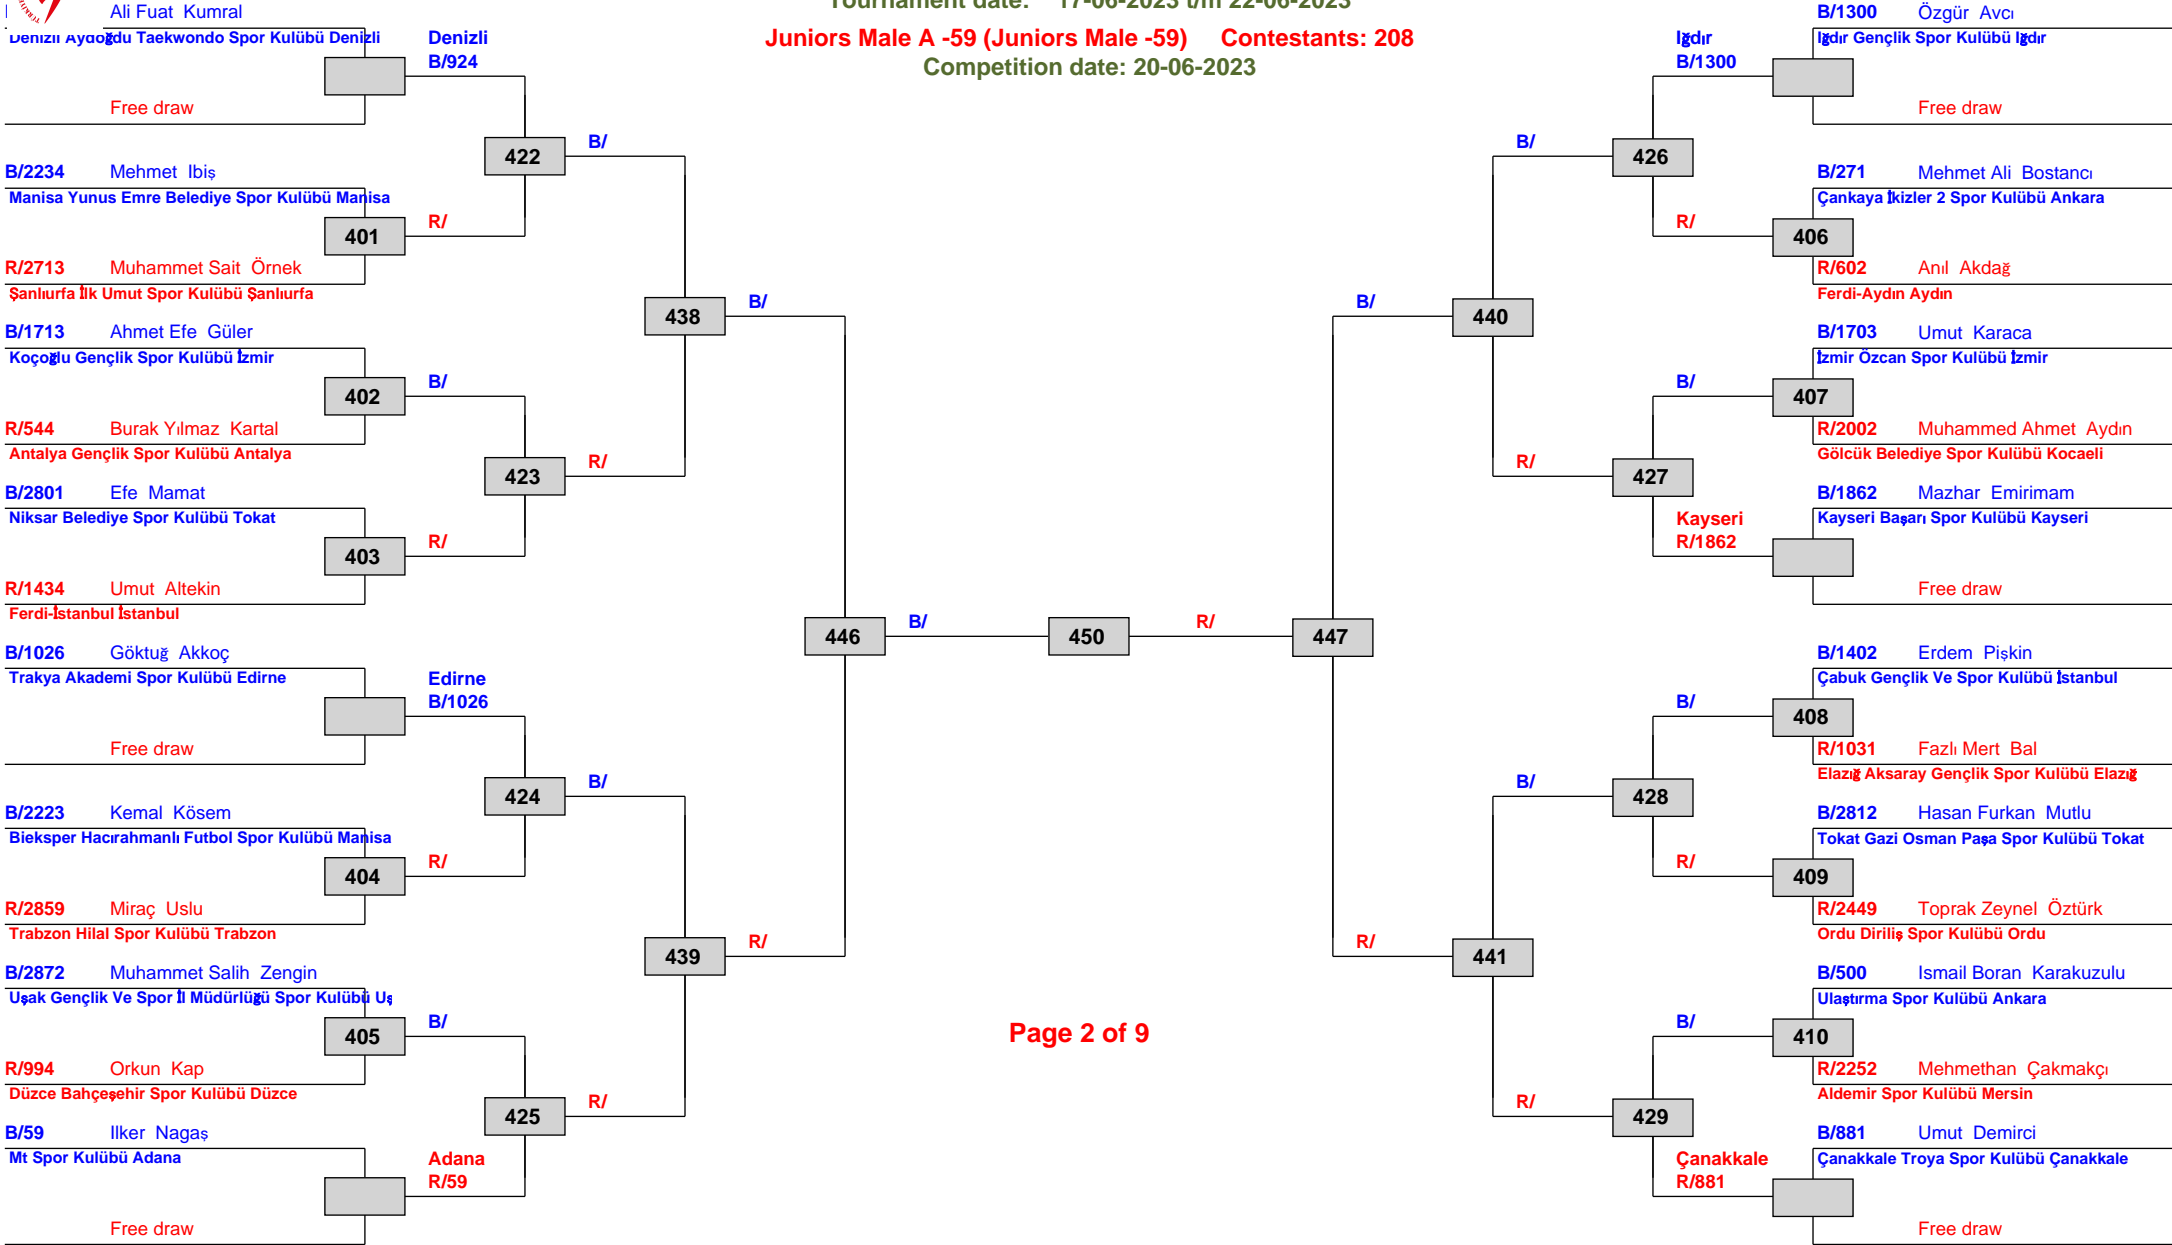 Tournament date: 17-06-2023 t/m 22-06-2023
Juniors Male A -59 (Juniors Male -59) Contestants: 208
Competition date: 20-06-2023
Ali Fuat Kumral
Denizli Aydoğdu Taekwondo Spor Kulübü Denizli
Free draw
Denizli
B/924
B/2234 Mehmet Ibiş
Manisa Yunus Emre Belediye Spor Kulübü Manisa
401
R/
R/2713 Muhammet Sait Örnek
Şanlıurfa İlk Umut Spor Kulübü Şanlıurfa
422
B/
B/1713 Ahmet Efe Güler
Koçoğlu Gençlik Spor Kulübü İzmir
402
B/
R/544 Burak Yılmaz Kartal
Antalya Gençlik Spor Kulübü Antalya
423
R/
B/2801 Efe Mamat
Niksar Belediye Spor Kulübü Tokat
403
R/
R/1434 Umut Altekin
Ferdi-İstanbul İstanbul
438
B/
B/1026 Göktuğ Akkoç
Trakya Akademi Spor Kulübü Edirne
Free draw
Edirne
B/1026
424
B/
B/2223 Kemal Kösem
Bieksper Hacırahmanlı Futbol Spor Kulübü Manisa
404
R/
R/2859 Miraç Uslu
Trabzon Hilal Spor Kulübü Trabzon
439
R/
B/2872 Muhammet Salih Zengin
Uşak Gençlik Ve Spor İl Müdürlüğü Spor Kulübü Uş
405
B/
R/994 Orkun Kap
Düzce Bahçeşehir Spor Kulübü Düzce
425
R/
B/59 Ilker Nagaş
Mt Spor Kulübü Adana
Adana
R/59
Free draw
446
B/
450
R/
447
Page 2 of 9
B/1300 Özgür Avcı
Iğdır Gençlik Spor Kulübü Iğdır
Iğdır
B/1300
Free draw
B/
426
B/271 Mehmet Ali Bostancı
Çankaya İkizler 2 Spor Kulübü Ankara
R/
406
R/602 Anıl Akdağ
Ferdi-Aydın Aydın
B/
440
B/1703 Umut Karaca
İzmir Özcan Spor Kulübü İzmir
B/
407
R/2002 Muhammed Ahmet Aydın
Gölcük Belediye Spor Kulübü Kocaeli
R/
427
B/1862 Mazhar Emirimam
Kayseri Başarı Spor Kulübü Kayseri
Kayseri
R/1862
Free draw
B/1402 Erdem Pişkin
Çabuk Gençlik Ve Spor Kulübü İstanbul
B/
408
R/1031 Fazlı Mert Bal
Elazığ Aksaray Gençlik Spor Kulübü Elazığ
B/
428
B/2812 Hasan Furkan Mutlu
Tokat Gazi Osman Paşa Spor Kulübü Tokat
R/
409
R/2449 Toprak Zeynel Öztürk
Ordu Diriliş Spor Kulübü Ordu
R/
441
B/500 Ismail Boran Karakuzulu
Ulaştırma Spor Kulübü Ankara
B/
410
R/2252 Mehmethan Çakmakçı
Aldemir Spor Kulübü Mersin
R/
429
B/881 Umut Demirci
Çanakkale Troya Spor Kulübü Çanakkale
Çanakkale
R/881
Free draw